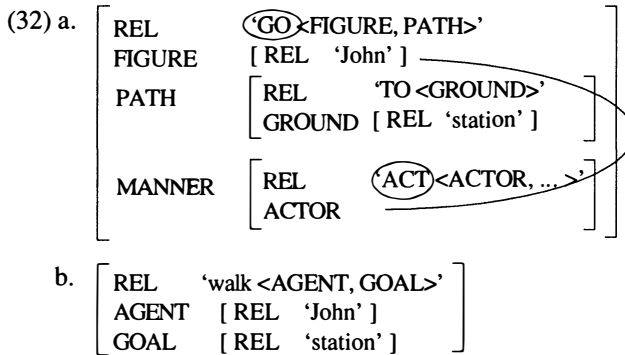 (32) a. REL ‘GO <FIGURE, PATH>’
FIGURE [ REL ‘John’ ]
PATH REL ‘TO <GROUND>’
GROUND [ REL ‘station’ ]
MANNER REL ‘ACT <ACTOR, ... >’
ACTOR
b. REL ‘walk <AGENT, GOAL>’
AGENT [ REL ‘John’ ]
GOAL [ REL ‘station’ ]